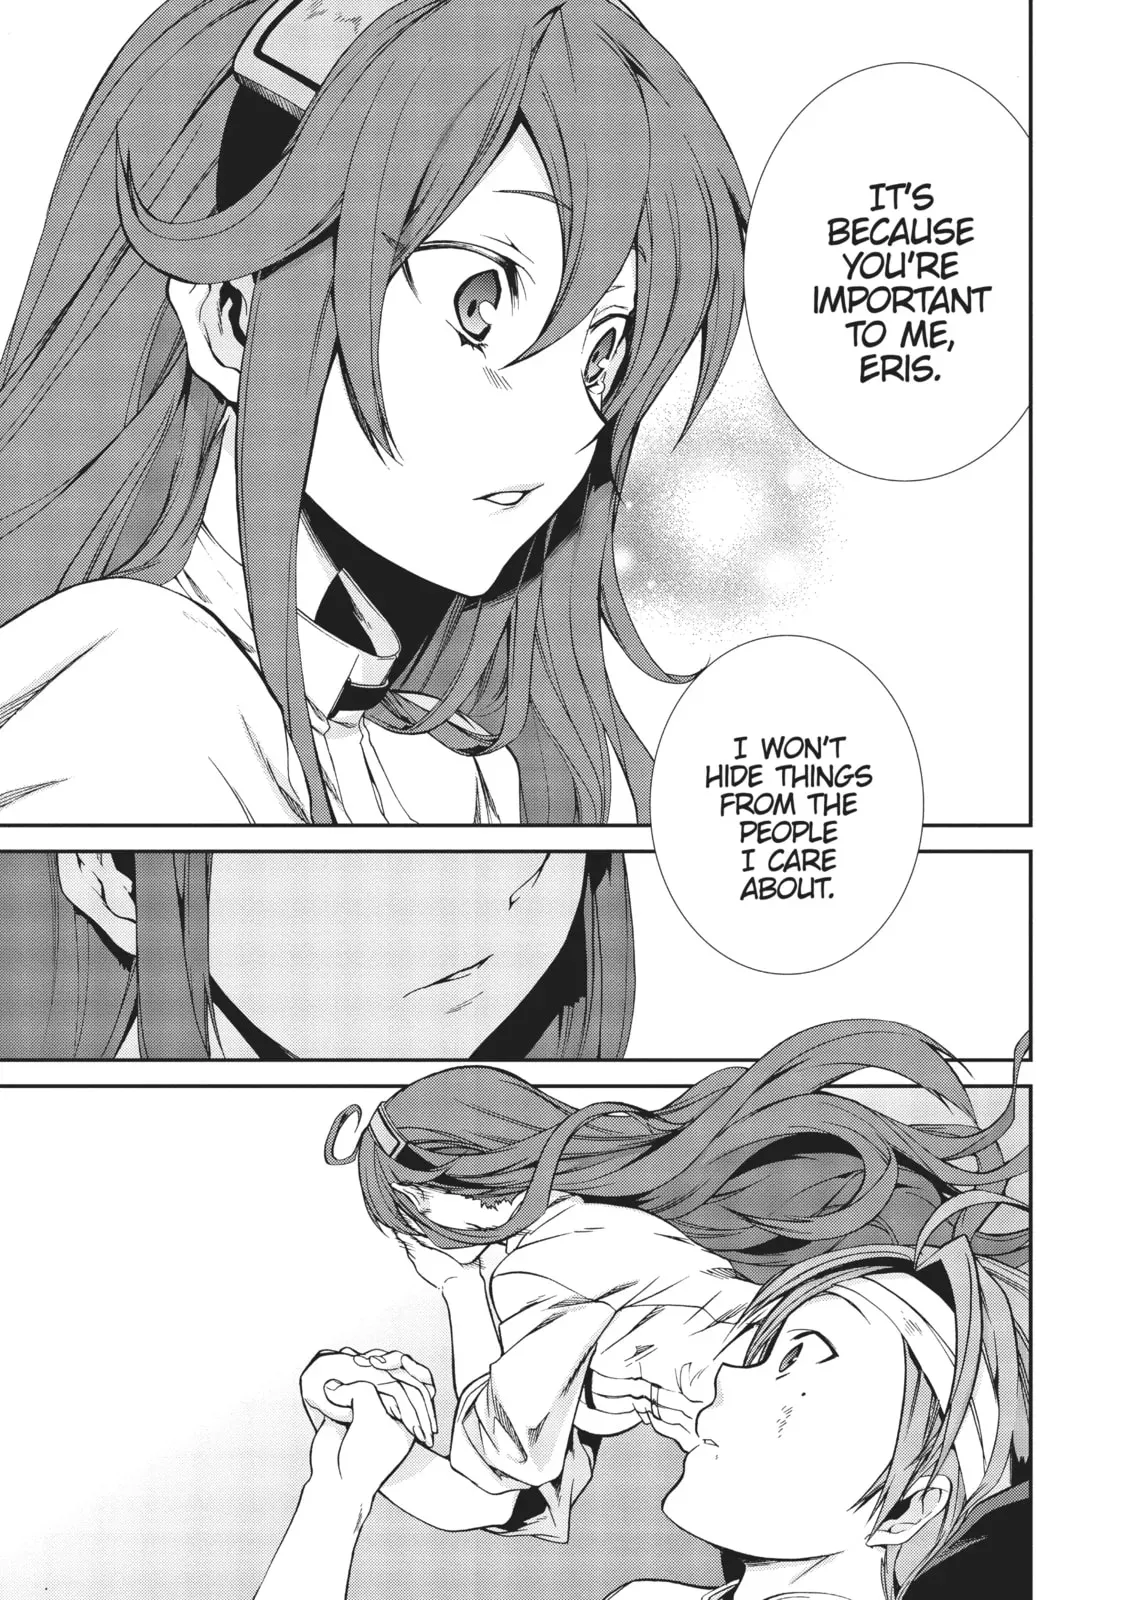 IT'S
BECAUSE
YOU'RE
IMPORTANT
TO ME,
ERIS.
I WON'T
HIDE THINGS
FROM THE
PEOPLE
I CARE
ABOUT.